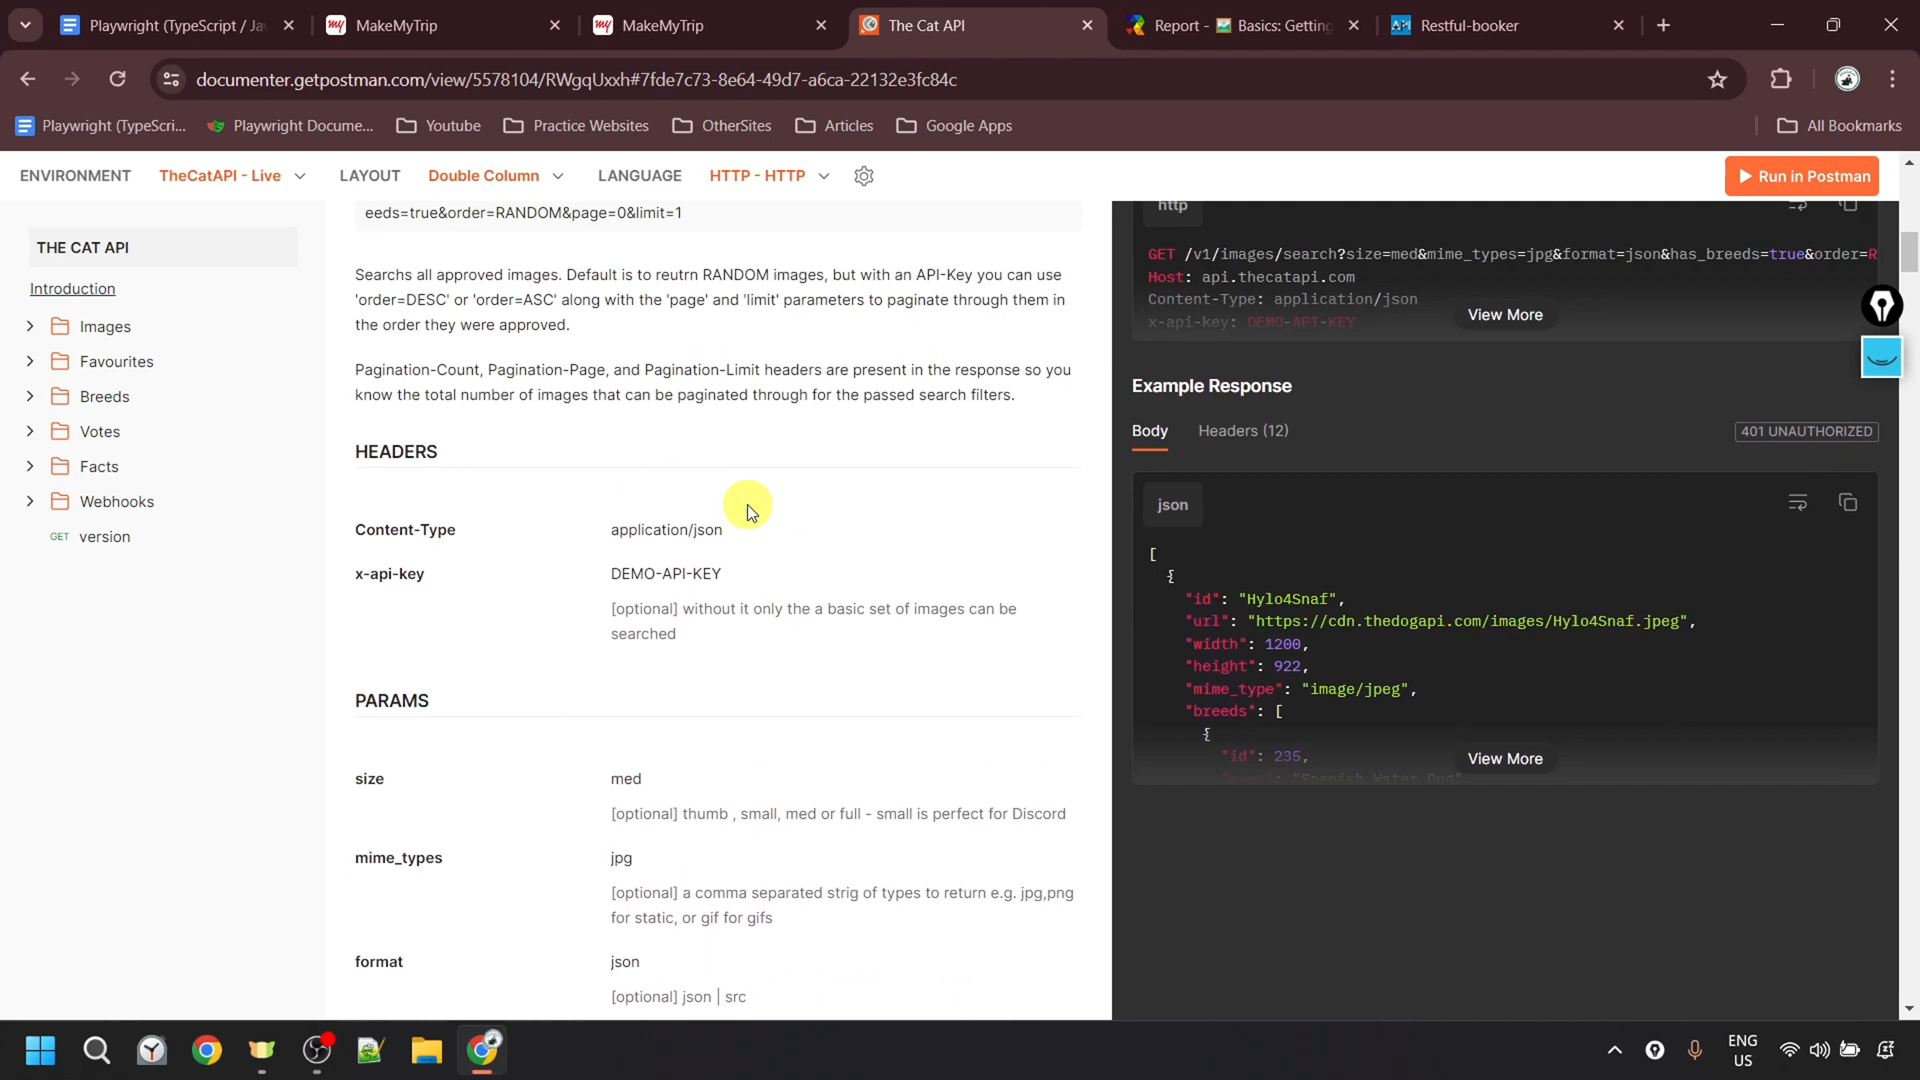 Playwright (TypeScript / Jav
MakeMyTrip
MakeMyTrip
The Cat API
Report - 🖼️ Basics: Getting
Restful-booker
documenter.getpostman.com/view/5578104/RWgqUxxh#7fde7c73-8e64-49d7-a6ca-22132e3fc84c
Playwright (TypeScri...
Playwright Docume...
Youtube
Practice Websites
OtherSites
Articles
Google Apps
All Bookmarks
ENVIRONMENT
TheCatAPI - Live
LAYOUT
Double Column
LANGUAGE
HTTP - HTTP
Run in Postman
THE CAT API
Introduction
Images
Favourites
Breeds
Votes
Facts
Webhooks
GET version
eeds=true&order=RANDOM&page=0&limit=1
Searchs all approved images. Default is to reutrn RANDOM images, but with an API-Key you can use
'order=DESC' or 'order=ASC' along with the 'page' and 'limit' parameters to paginate through them in
the order they were approved.
Pagination-Count, Pagination-Page, and Pagination-Limit headers are present in the response so you
know the total number of images that can be paginated through for the passed search filters.
HEADERS
Content-Type
application/json
x-api-key
DEMO-API-KEY
[optional] without it only the a basic set of images can be
searched
PARAMS
size
med
[optional] thumb , small, med or full - small is perfect for Discord
mime_types
jpg
[optional] a comma separated strig of types to return e.g. jpg,png
for static, or gif for gifs
format
json
[optional] json | src
http
GET /v1/images/search?size=med&mime_types=jpg&format=json&has_breeds=true&order=R
Host: api.thecatapi.com
Content-Type: application/json
x-api-key: DEMO-API-KEY
View More
Example Response
Body
Headers (12)
401 UNAUTHORIZED
json
[
{
"id": "Hylo4Snaf",
"url": "https://cdn.thedogapi.com/images/Hylo4Snaf.jpeg",
"width": 1200,
"height": 922,
"mime_type": "image/jpeg",
"breeds": [
{
"id": 235,
View More
"Spanish Water Dog"
ENG
US